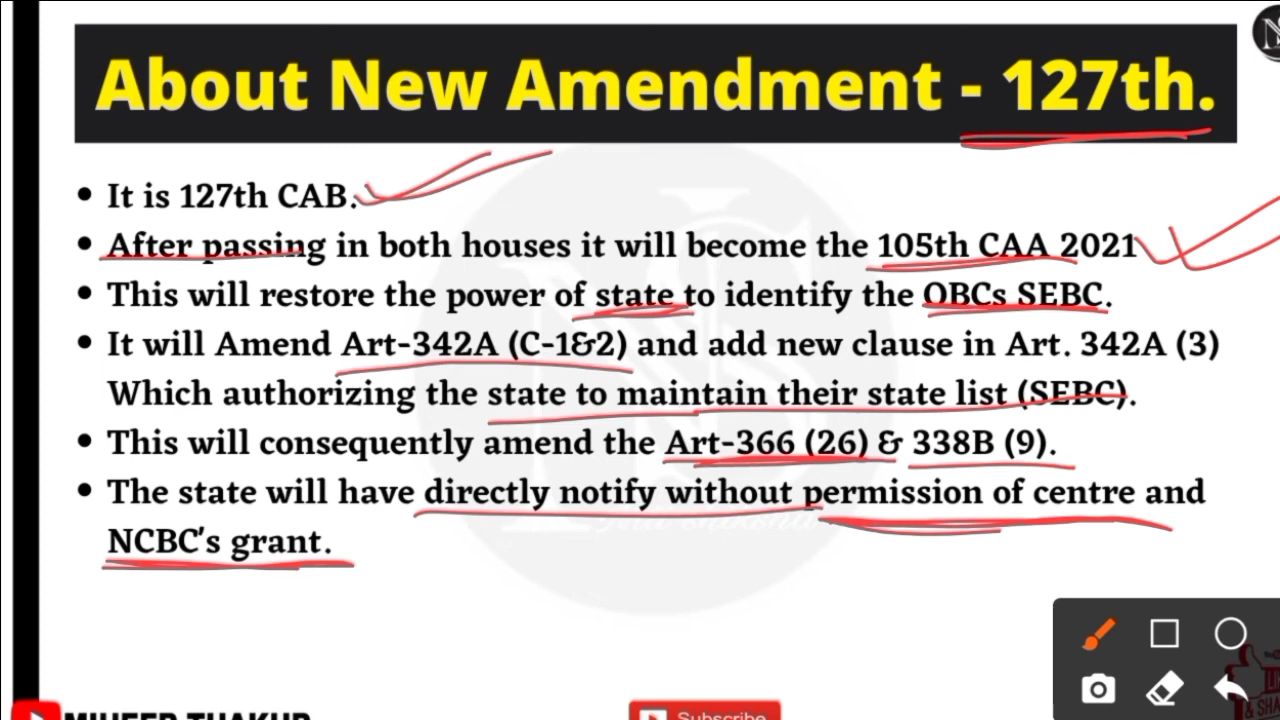 About New Amendment - 127th.
• It is 127th CAB.
• After passing in both houses it will become the 105th CAA 2021
• This will restore the power of state to identify the OBCs SEBC.
• It will Amend Art-342A (C-1&2) and add new clause in Art. 342A (3)
Which authorizing the state to maintain their state list (SEBC).
• This will consequently amend the Art-366 (26) & 338B (9).
• The state will have directly notify without permission of centre and
NCBC's grant.
Subscribe